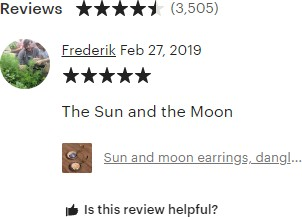 Reviews (3,505)
Frederik Feb 27, 2019
The Sun and the Moon
Sun and moon earrings, dangl...
Is this review helpful?